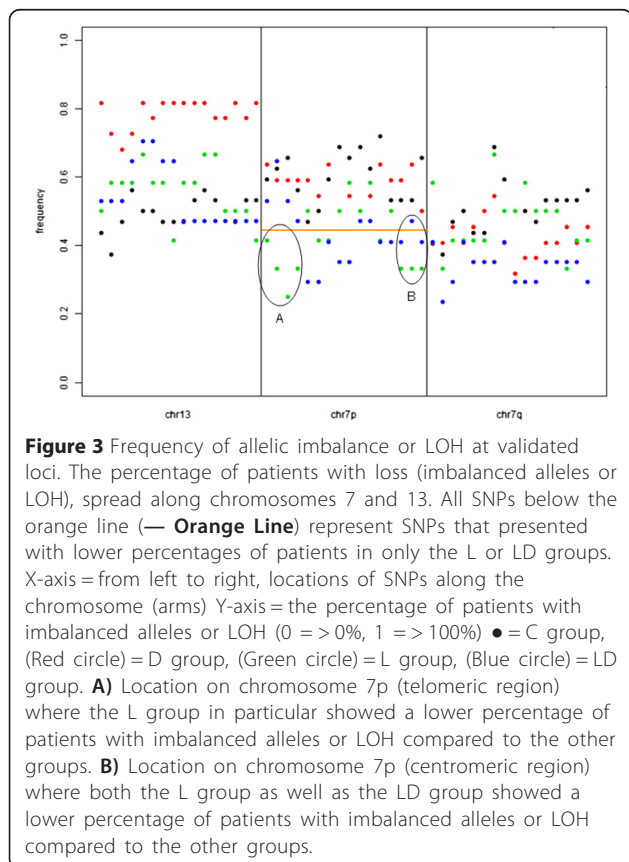 1.0
0.8
0.6
0.4
0.2
0.0
frequency
A
B
chr13 chr7p chr7q
Figure 3 Frequency of allelic imbalance or LOH at validated
loci. The percentage of patients with loss (imbalanced alleles or
LOH), spread along chromosomes 7 and 13. All SNPs below the
orange line (— Orange Line) represent SNPs that presented
with lower percentages of patients in only the L or LD groups.
X-axis = from left to right, locations of SNPs along the
chromosome (arms) Y-axis = the percentage of patients with
imbalanced alleles or LOH (0 = > 0%, 1 = > 100%) ● = C group,
(Red circle) = D group, (Green circle) = L group, (Blue circle) = LD
group. A) Location on chromosome 7p (telomeric region)
where the L group in particular showed a lower percentage of
patients with imbalanced alleles or LOH compared to the other
groups. B) Location on chromosome 7p (centromeric region)
where both the L group as well as the LD group showed a
lower percentage of patients with imbalanced alleles or LOH
compared to the other groups.